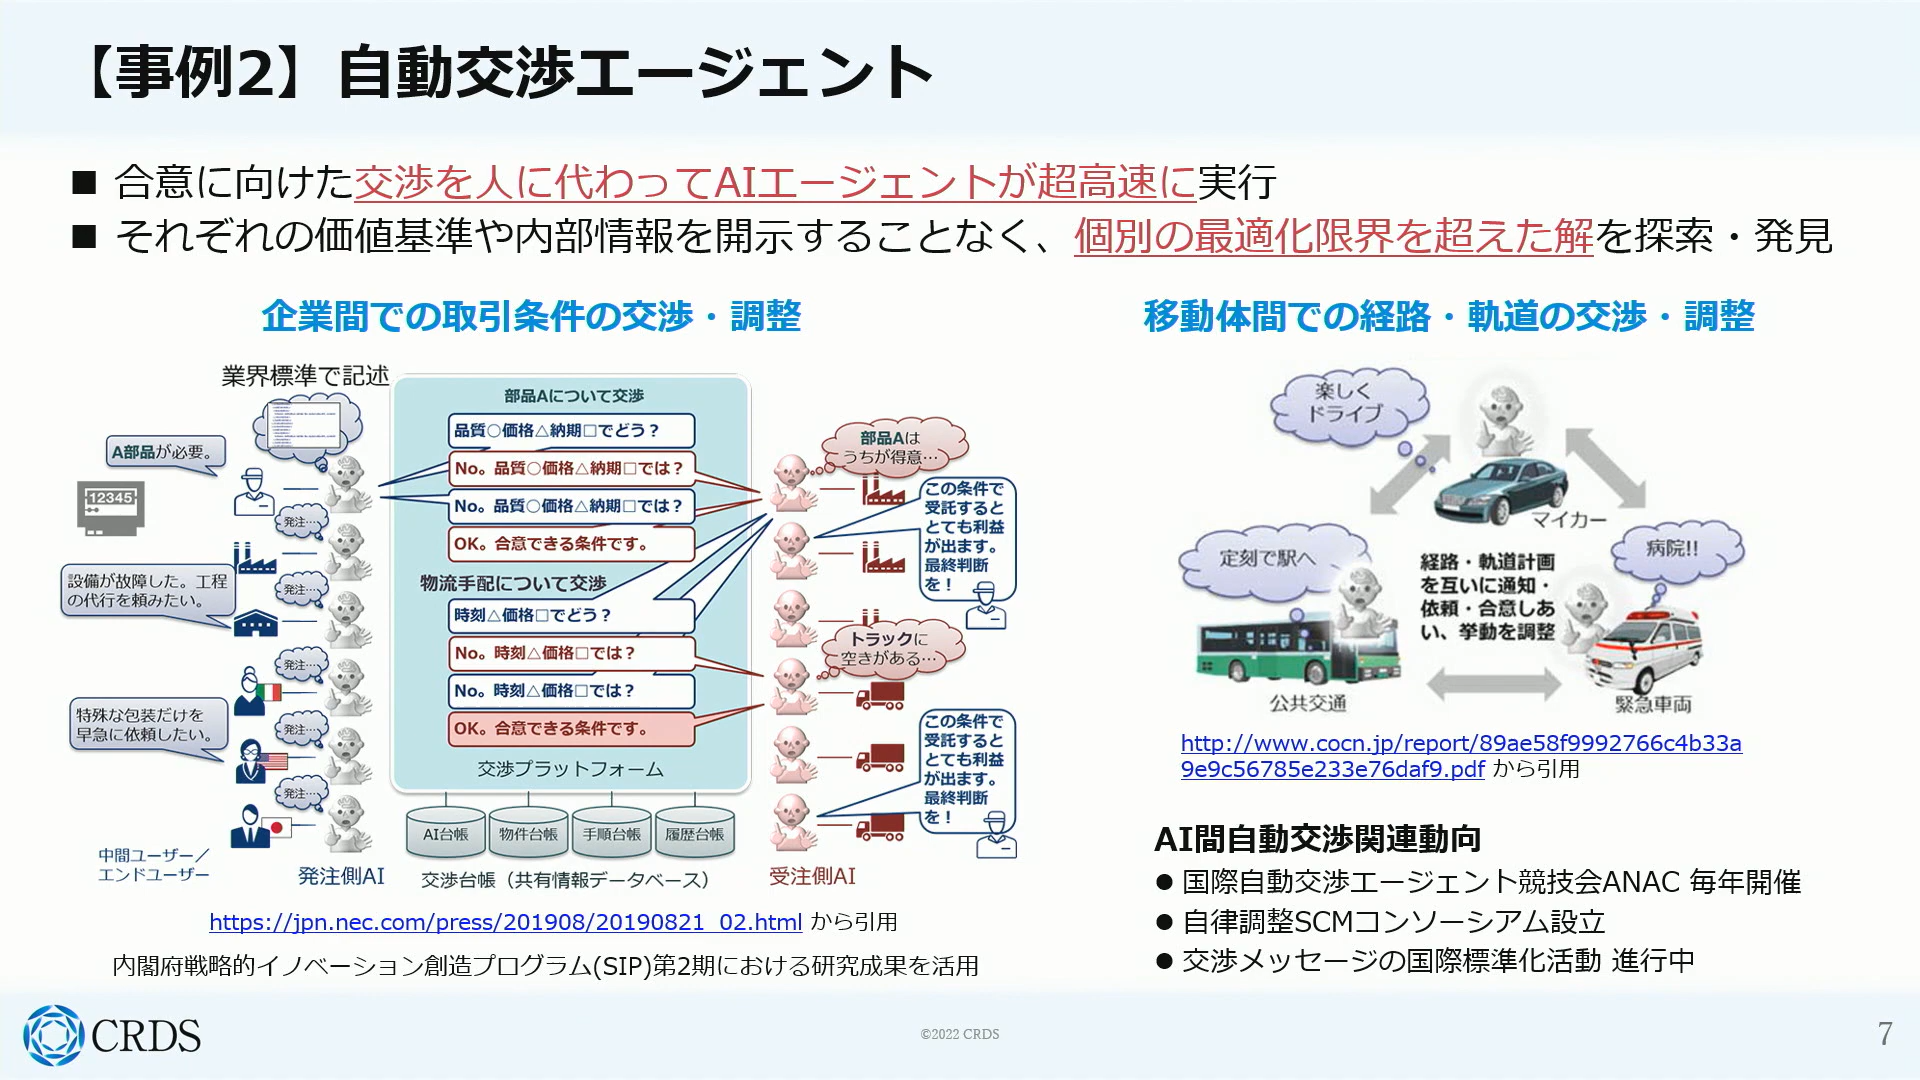 【事例2】自動交渉エージェント
■ 合意に向けた交渉を人に代わってAIエージェントが超高速に実行
■ それぞれの価値基準や内部情報を開示することなく、個別の最適化限界を超えた解を探索・発見
企業間での取引条件の交渉・調整
業界標準で記述
A部品が必要。
12345
発注…
設備が故障した。工程
の代行を頼みたい。
発注…
発注…
特殊な包装だけを
早急に依頼したい。
発注…
発注…
中間ユーザー／
エンドユーザー
発注側AI
部品Aについて交渉
品質○価格△納期□でどう？
No。品質○価格△納期□では？
No。品質○価格△納期□では？
OK。合意できる条件です。
物流手配について交渉
時刻△価格□でどう？
No。時刻△価格□では？
No。時刻△価格□では？
OK。合意できる条件です。
交渉プラットフォーム
AI台帳
物件台帳
手順台帳
履歴台帳
交渉台帳（共有情報データベース）
部品Aは
うちが得意…
この条件で
受託すると
とても利益
が出ます。
最終判断
を！
トラックに
空きがある…
この条件で
受託すると
とても利益
が出ます。
最終判断
を！
受注側AI
https://jpn.nec.com/press/201908/20190821_02.html から引用
内閣府戦略的イノベーション創造プログラム(SIP)第2期における研究成果を活用
移動体間での経路・軌道の交渉・調整
楽しく
ドライブ
マイカー
定刻で駅へ
公共交通
経路・軌道計画
を互いに通知・
依頼・合意しあ
い、挙動を調整
病院!!
緊急車両
http://www.cocn.jp/report/89ae58f9992766c4b33a
9e9c56785e233e76daf9.pdf から引用
AI間自動交渉関連動向
● 国際自動交渉エージェント競技会ANAC 毎年開催
● 自律調整SCMコンソーシアム設立
● 交渉メッセージの国際標準化活動 進行中
CRDS
©2022 CRDS
7